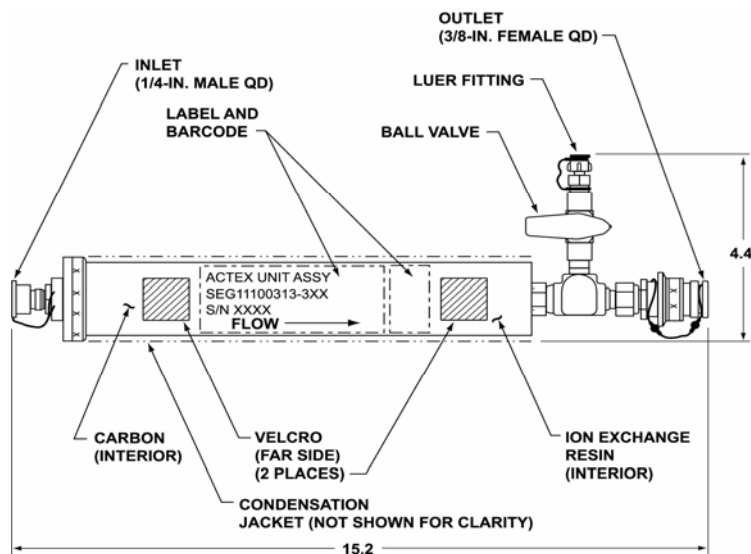 OUTLET
(3/8-IN. FEMALE QD)
INLET
(1/4-IN. MALE QD)
LUER FITTING
LABEL AND
BARCODE
BALL VALVE
4.4
ACTEX UNIT ASSY
SEG11100313-3XX
S/N XXXX
FLOW
CARBON
(INTERIOR)
VELCRO
(FAR SIDE)
(2 PLACES)
ION EXCHANGE
RESIN
(INTERIOR)
CONDENSATION
JACKET (NOT SHOWN FOR CLARITY)
15.2